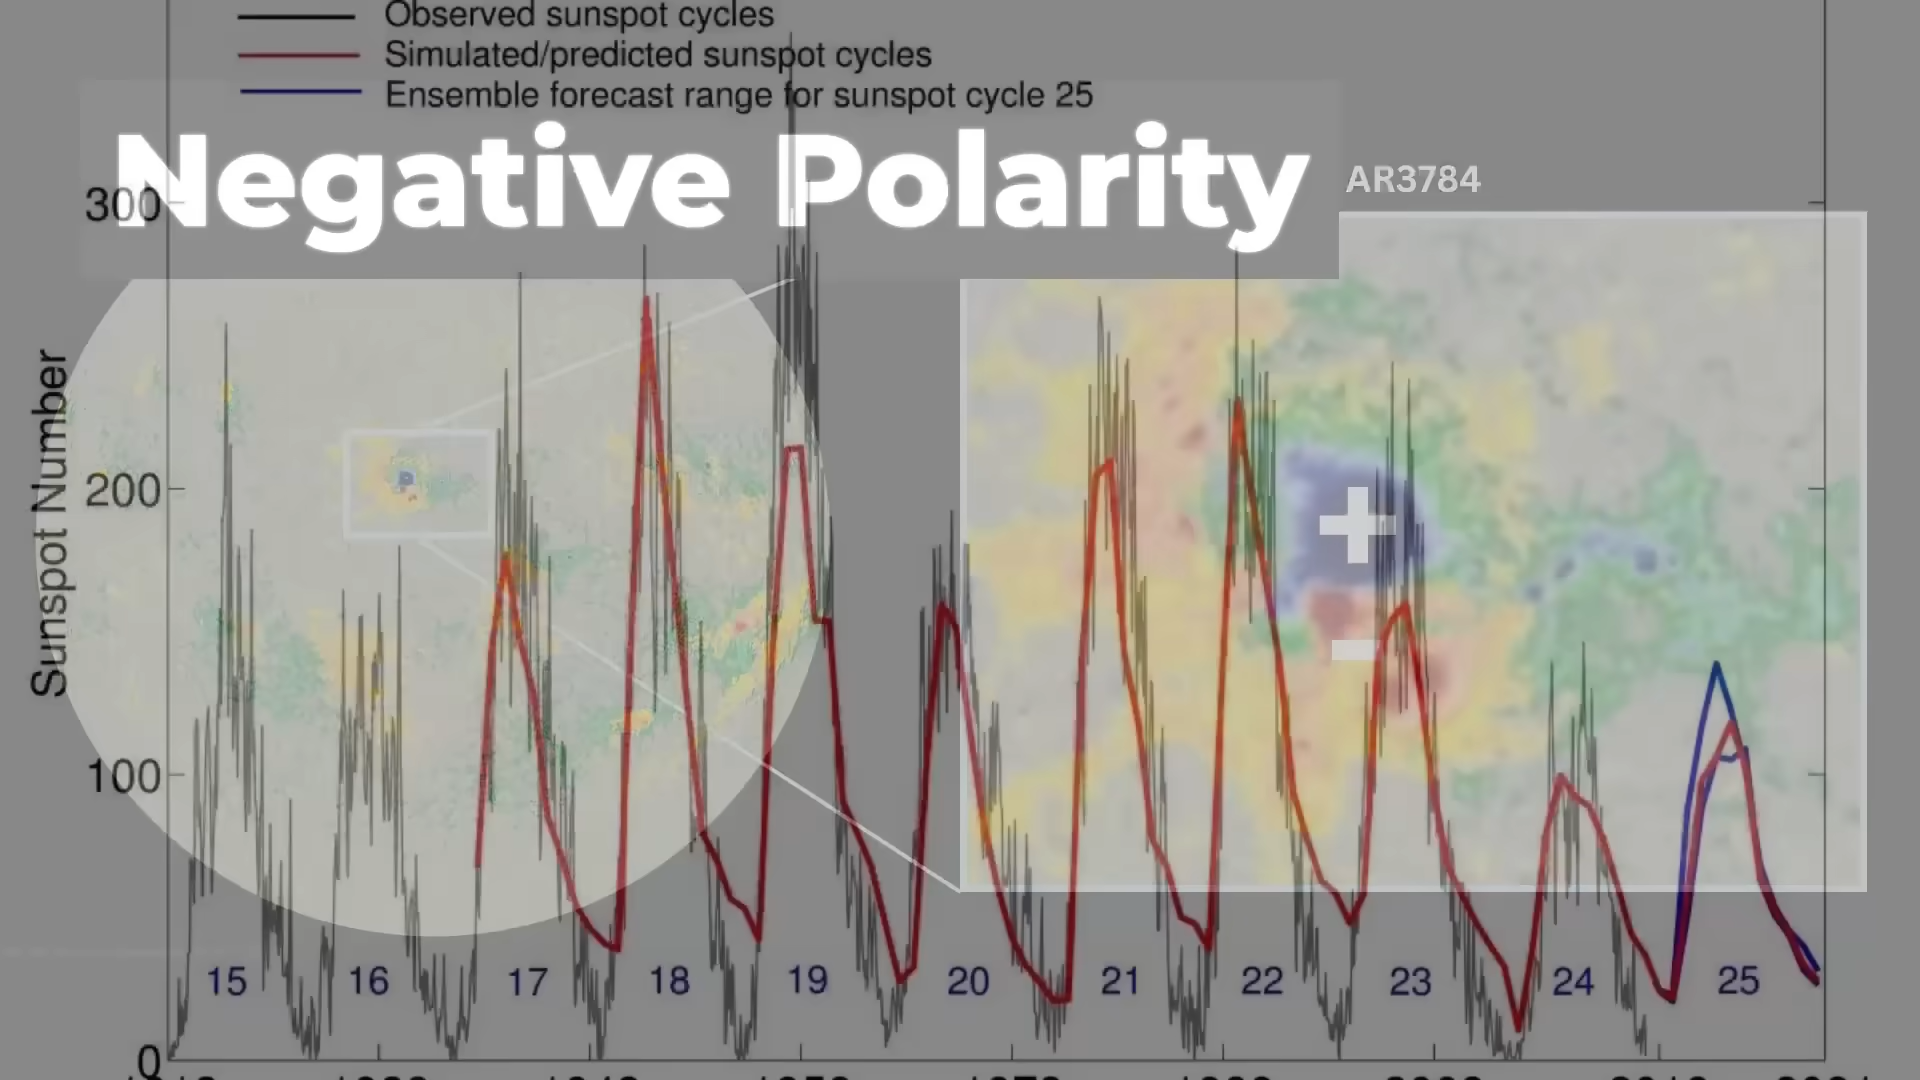 Observed sunspot cycles
Simulated/predicted sunspot cycles
Ensemble forecast range for sunspot cycle 25
Negative Polarity
AR3784
300
Sunspot Number
200
+
-
100
15 16 17 18 19 20 21 22 23 24 25
0